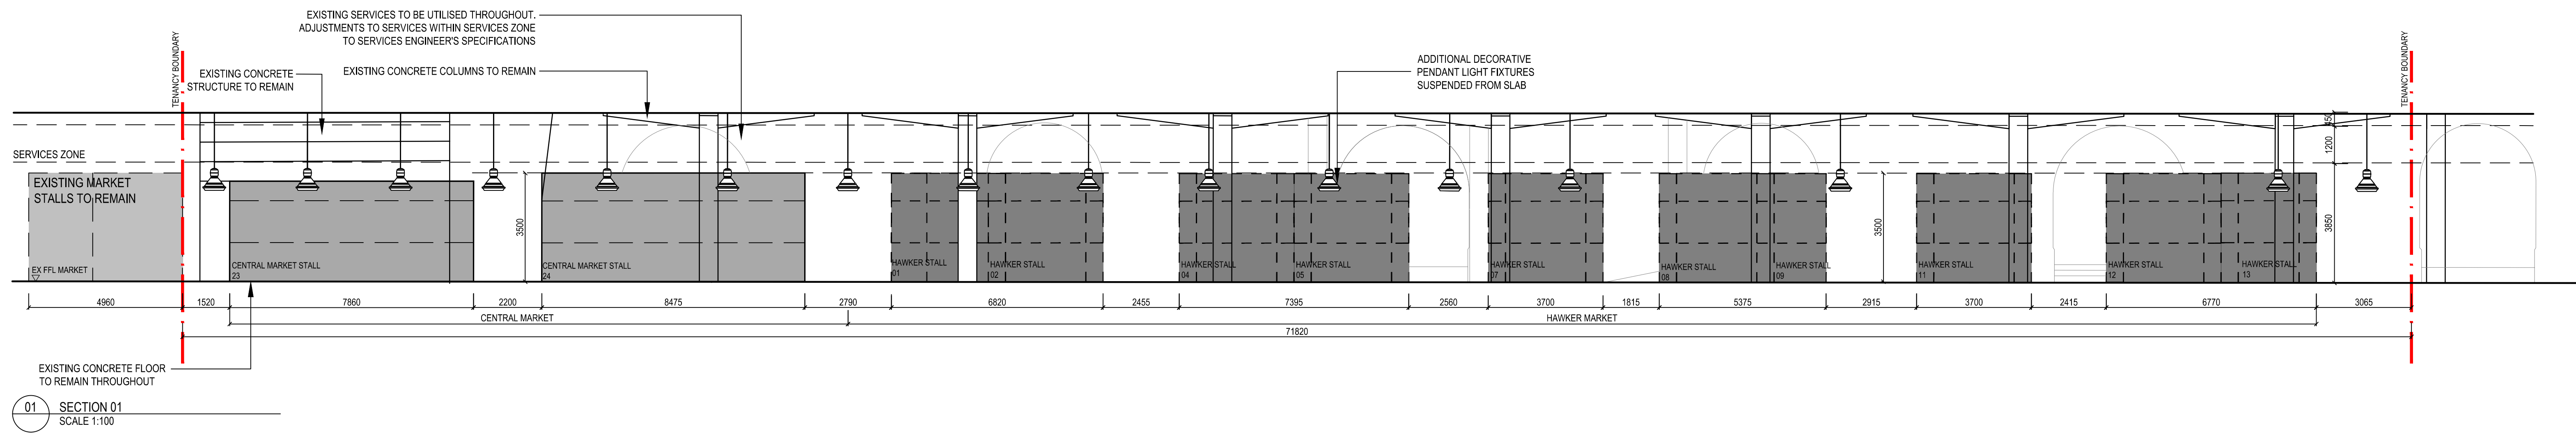 EXISTING SERVICES TO BE UTILISED THROUGHOUT.
ADJUSTMENTS TO SERVICES WITHIN SERVICES ZONE
TO SERVICES ENGINEER'S SPECIFICATIONS
TENANCY BOUNDARY
EXISTING CONCRETE
STRUCTURE TO REMAIN
EXISTING CONCRETE COLUMNS TO REMAIN
ADDITIONAL DECORATIVE
PENDANT LIGHT FIXTURES
SUSPENDED FROM SLAB
TENANCY BOUNDARY
450
1200
3850
SERVICES ZONE
EXISTING MARKET
STALLS TO REMAIN
EX FFL MARKET
3500
3500
CENTRAL MARKET STALL
23
CENTRAL MARKET STALL
24
HAWKER STALL
01
HAWKER STALL
02
HAWKER STALL
04
HAWKER STALL
05
HAWKER STALL
07
HAWKER STALL
08
HAWKER STALL
09
HAWKER STALL
11
HAWKER STALL
12
HAWKER STALL
13
4960 1520 7860 2200 8475 2790 6820 2455 7395 2560 3700 1815 5375 2915 3700 2415 6770 3065
CENTRAL MARKET
HAWKER MARKET
71820
EXISTING CONCRETE FLOOR
TO REMAIN THROUGHOUT
01 SECTION 01
SCALE 1:100